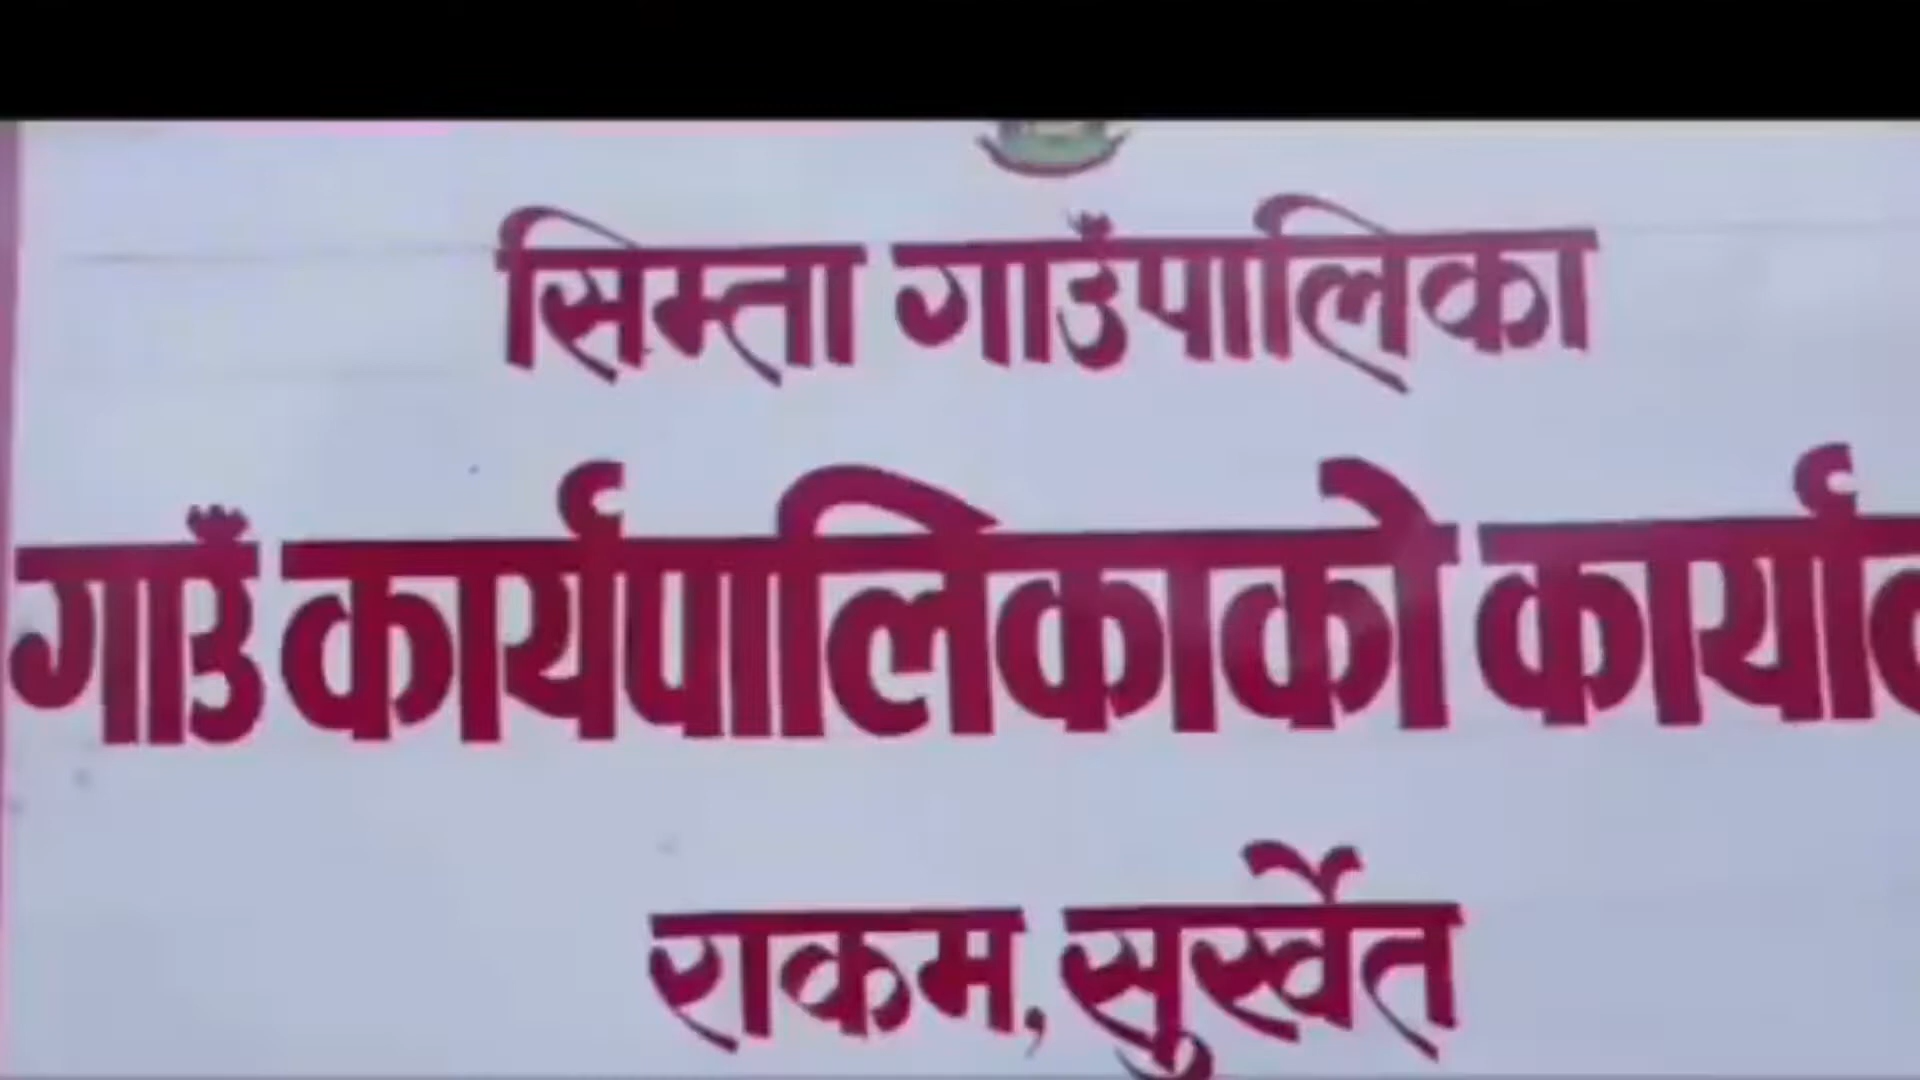 सिम्ता गाउँपालिका
गाउँ कार्यपालिकाको
राकम, सुर्खेत